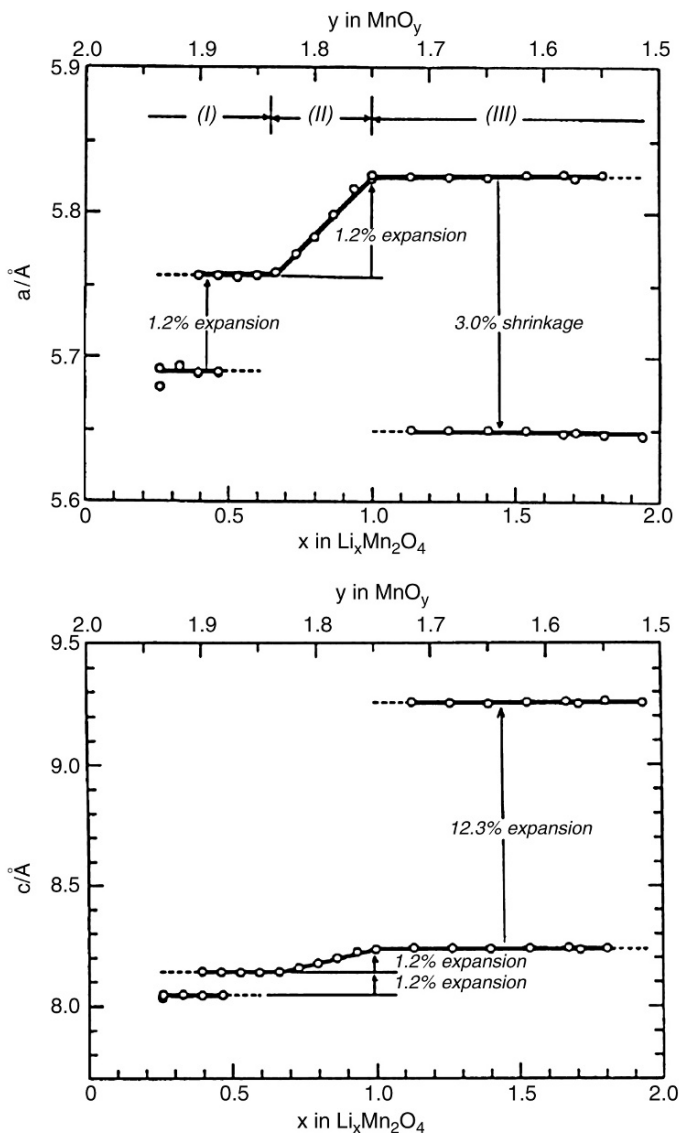 y in MnOy
2.0 1.9 1.8 1.7 1.6 1.5
5.9
(I) (II) (III)
5.8
1.2% expansion
1.2% expansion
3.0% shrinkage
a/Å
5.7
5.6
0 0.5 1.0 1.5 2.0
x in LixMn2O4
y in MnOy
2.0 1.9 1.8 1.7 1.6 1.5
9.5
9.0
12.3% expansion
c/Å
8.5
1.2% expansion
1.2% expansion
8.0
0 0.5 1.0 1.5 2.0
x in LixMn2O4